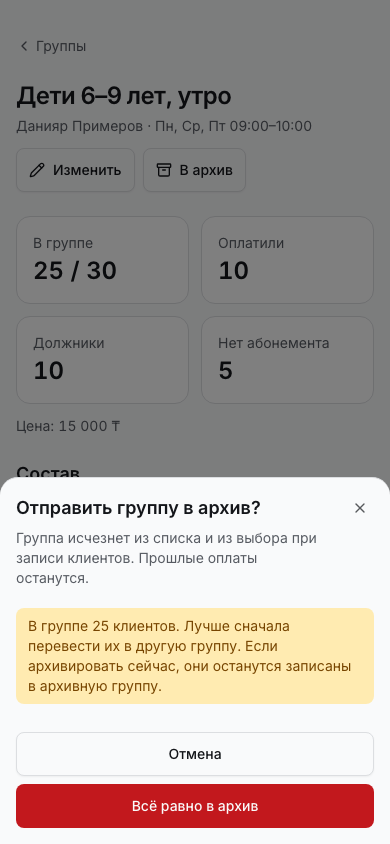 Группы
Дети 6–9 лет, утро
Данияр Примеров · Пн, Ср, Пт 09:00–10:00
Изменить
В архив
В группе
25 / 30
Оплатили
10
Должники
10
Нет абонемента
5
Цена: 15 000 ₸
Состав
Отправить группу в архив?
Группа исчезнет из списка и из выбора при
записи клиентов. Прошлые оплаты
останутся.
В группе 25 клиентов. Лучше сначала
перевести их в другую группу. Если
архивировать сейчас, они останутся записаны
в архивную группу.
Отмена
Всё равно в архив